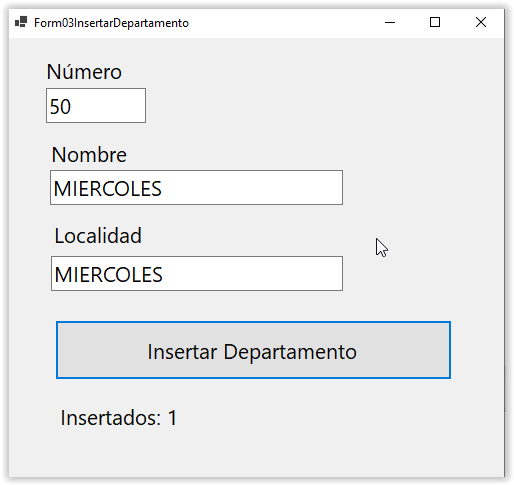 Form03InsertarDepartamento
Número
50
Nombre
MIERCOLES
Localidad
MIERCOLES
Insertar Departamento
Insertados: 1